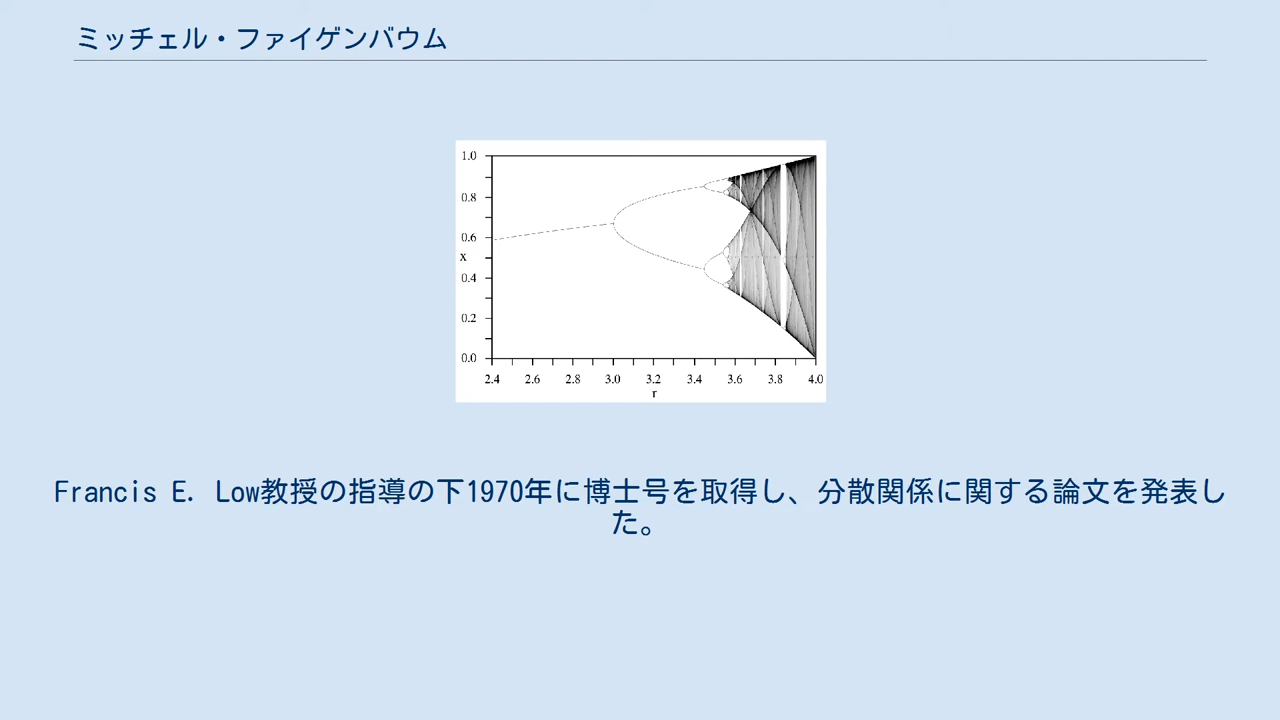 ミッチェル・ファイゲンバウム
1.0
0.8
0.6
x
0.4
0.2
0.0
2.4 2.6 2.8 3.0 3.2 3.4 3.6 3.8 4.0
r
Francis E. Low教授の指導の下1970年に博士号を取得し、分散関係に関する論文を発表し
た。